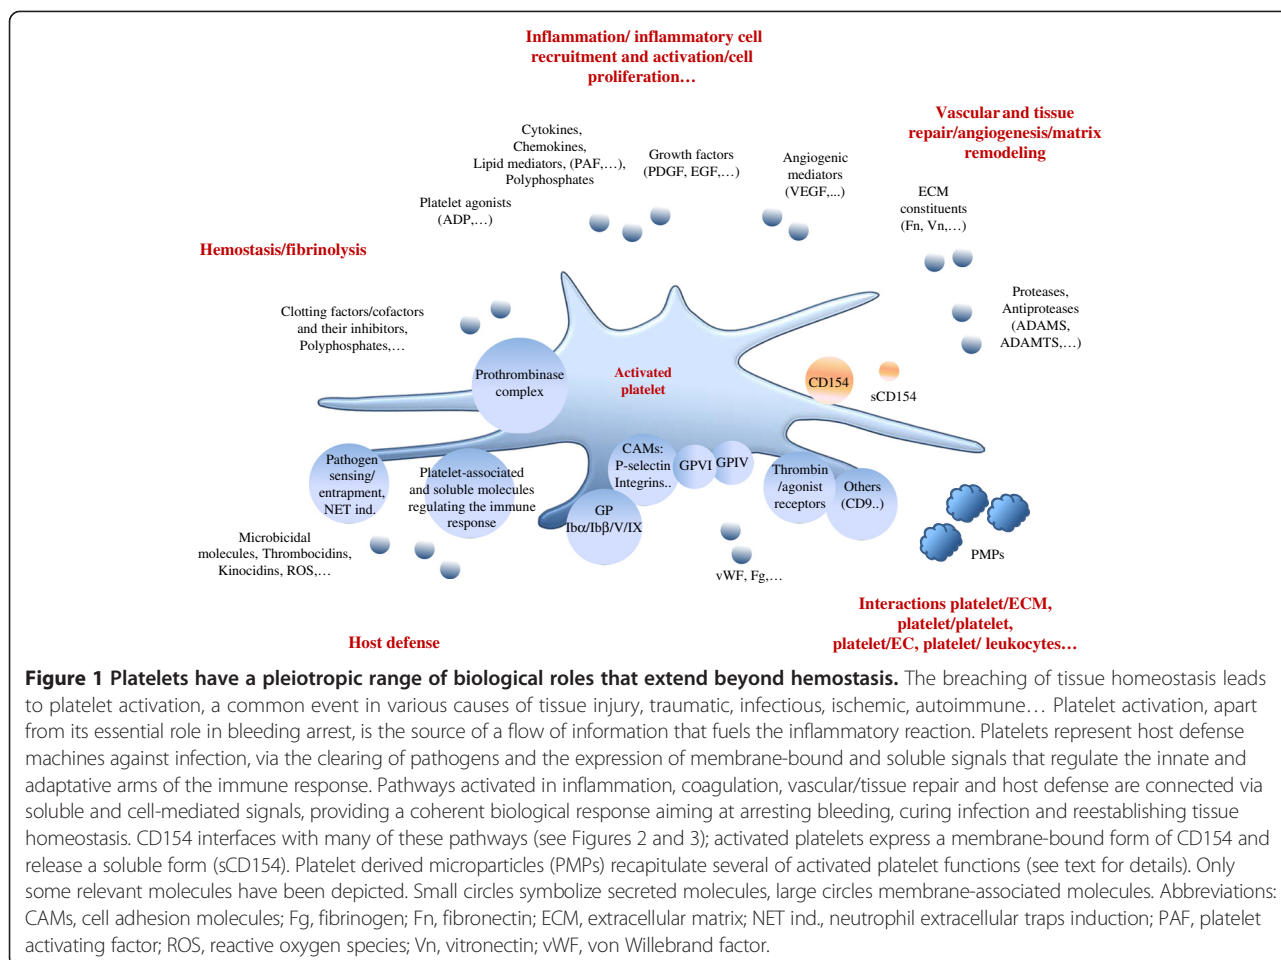 Inflammation/ inflammatory cell
recruitment and activation/cell
proliferation…
Vascular and tissue
repair/angiogenesis/matrix
remodeling
Cytokines,
Chemokines,
Lipid mediators, (PAF,…),
Polyphosphates
Growth factors
(PDGF, EGF,…)
Angiogenic
mediators
(VEGF,...)
ECM
constituents
(Fn, Vn,…)
Platelet agonists
(ADP,…)
Hemostasis/fibrinolysis
Clotting factors/cofactors
and their inhibitors,
Polyphosphates,…
Proteases,
Antiproteases
(ADAMS,
ADAMTS,…)
Prothrombinase
complex
Activated
platelet
CD154
sCD154
Pathogen
sensing/
entrapment,
NET ind.
Platelet-associated
and soluble molecules
regulating the immune
response
CAMs:
P-selectin
Integrins..
GPVI
GPIV
Thrombin
/agonist
receptors
Others
(CD9..)
GP
Ibα/Ibβ/V/IX
Microbicidal
molecules, Thrombocidins,
Kinocidins, ROS,…
vWF, Fg,…
PMPs
Host defense
Interactions platelet/ECM,
platelet/platelet,
platelet/EC, platelet/ leukocytes…
Figure 1 Platelets have a pleiotropic range of biological roles that extend beyond hemostasis. The breaching of tissue homeostasis leads
to platelet activation, a common event in various causes of tissue injury, traumatic, infectious, ischemic, autoimmune… Platelet activation, apart
from its essential role in bleeding arrest, is the source of a flow of information that fuels the inflammatory reaction. Platelets represent host defense
machines against infection, via the clearing of pathogens and the expression of membrane-bound and soluble signals that regulate the innate and
adaptative arms of the immune response. Pathways activated in inflammation, coagulation, vascular/tissue repair and host defense are connected via
soluble and cell-mediated signals, providing a coherent biological response aiming at arresting bleeding, curing infection and reestablishing tissue
homeostasis. CD154 interfaces with many of these pathways (see Figures 2 and 3); activated platelets express a membrane-bound form of CD154 and
release a soluble form (sCD154). Platelet derived microparticles (PMPs) recapitulate several of activated platelet functions (see text for details). Only
some relevant molecules have been depicted. Small circles symbolize secreted molecules, large circles membrane-associated molecules. Abbreviations:
CAMs, cell adhesion molecules; Fg, fibrinogen; Fn, fibronectin; ECM, extracellular matrix; NET ind., neutrophil extracellular traps induction; PAF, platelet
activating factor; ROS, reactive oxygen species; Vn, vitronectin; vWF, von Willebrand factor.